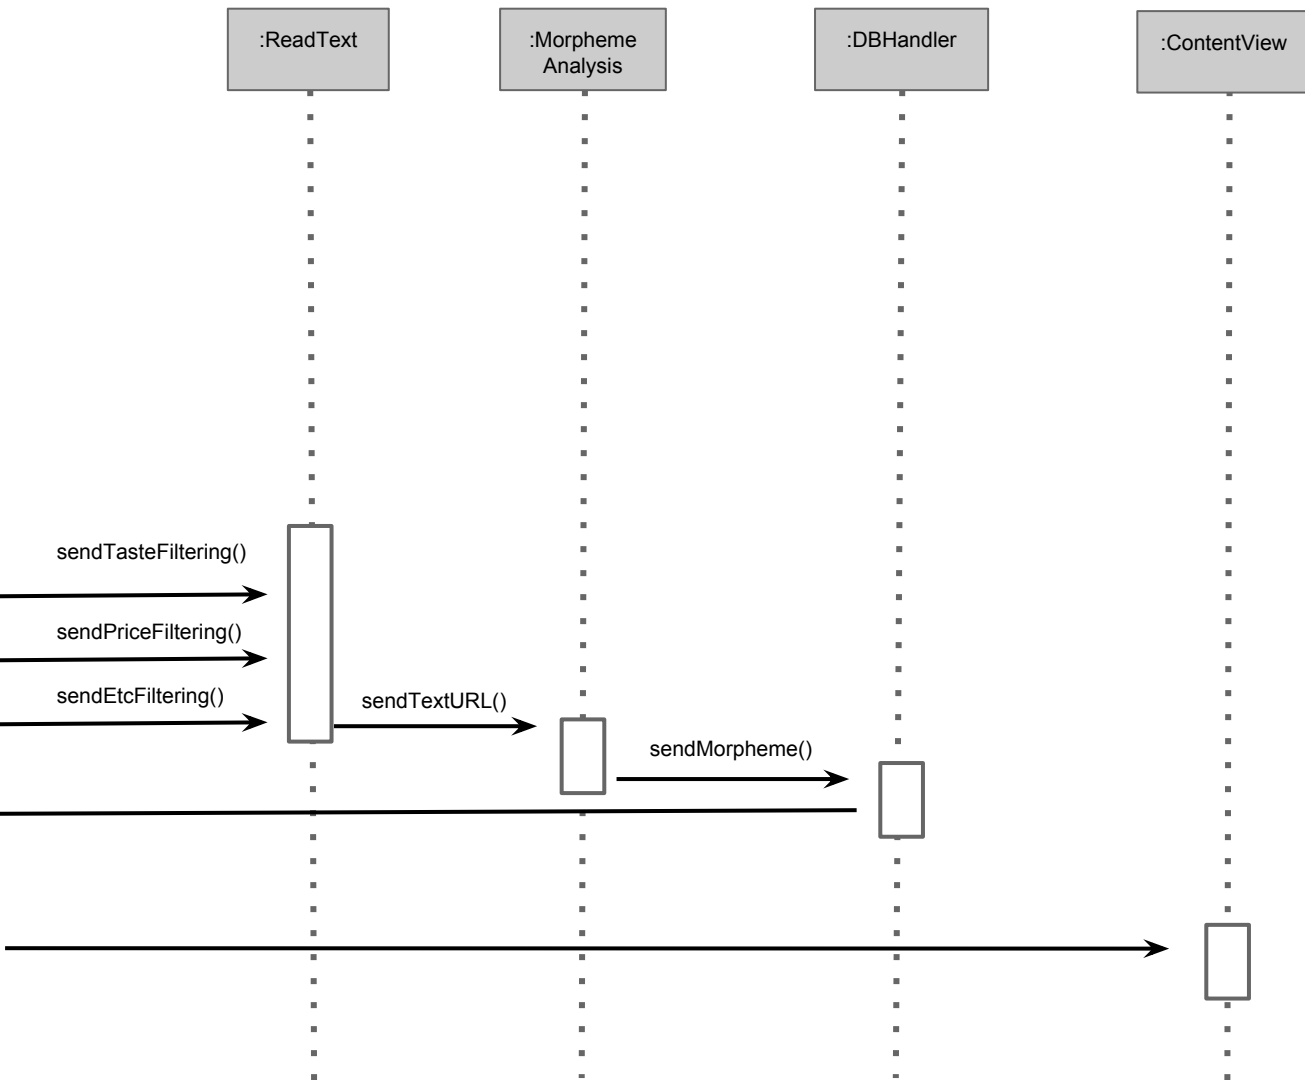 :ReadText
:Morpheme
Analysis
:DBHandler
:ContentView
sendTasteFiltering()
sendPriceFiltering()
sendEtcFiltering()
sendTextURL()
sendMorpheme()